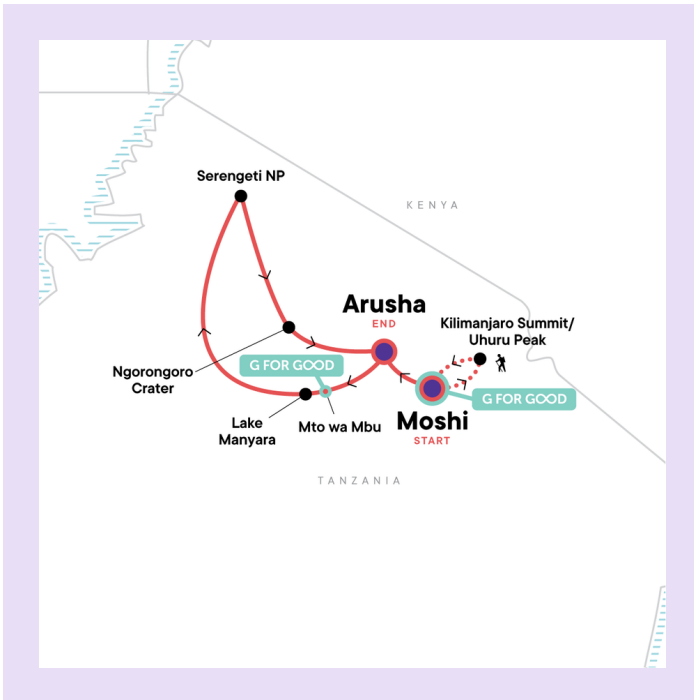 Serengeti NP
KENYA
Arusha
END
Kilimanjaro Summit/
Uhuru Peak
G FOR GOOD
Ngorongoro
Crater
G FOR GOOD
Lake
Manyara
Mto wa Mbu
Moshi
START
TANZANIA